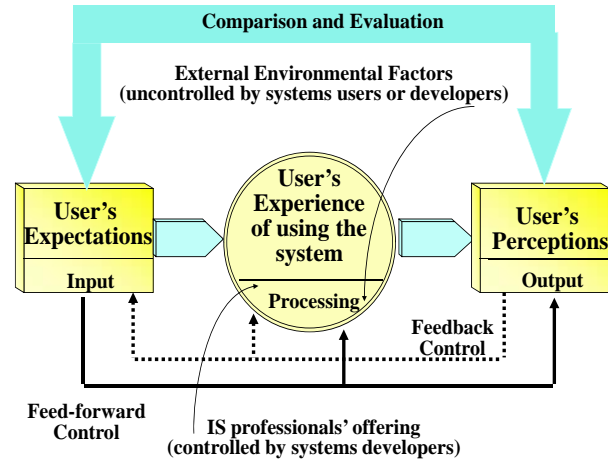 Comparison and Evaluation
External Environmental Factors
(uncontrolled by systems users or developers)
User's
Expectations
Input
User's
Experience
of using the
system
Processing
User's
Perceptions
Output
Feedback
Control
Feed-forward
Control
IS professionals' offering
(controlled by systems developers)